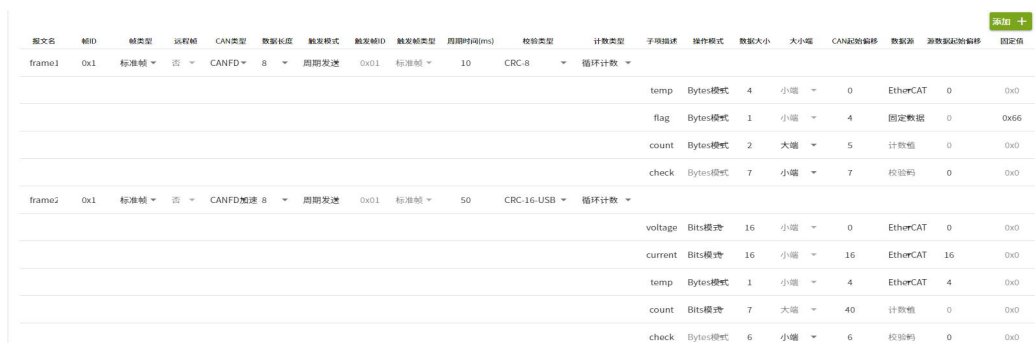 添加 +
报文名 帧ID 帧类型 远程帧 CAN类型 数据长度 触发模式 触发帧ID 触发帧类型 周期时间(ms) 校验类型 计数类型 子项描述 操作模式 数据大小 大小端 CAN起始偏移 数据源 源数据起始偏移 固定值
frame1 0x1 标准帧 否 CANFD 8 周期发送 0x01 标准帧 10 CRC-8 循环计数
temp Bytes模式 4 小端 0 EtherCAT 0 0x0
flag Bytes模式 1 小端 4 固定数据 0 0x66
count Bytes模式 2 大端 5 计数值 0 0x0
check Bytes模式 7 小端 7 校验码 0 0x0
frame2 0x1 标准帧 否 CANFD加速 8 周期发送 0x01 标准帧 50 CRC-16-USB 循环计数
voltage Bits模式 16 小端 0 EtherCAT 0 0x0
current Bits模式 16 小端 16 EtherCAT 16 0x0
temp Bytes模式 1 小端 4 EtherCAT 4 0x0
count Bits模式 7 大端 40 计数值 0 0x0
check Bytes模式 6 小端 6 校验码 0 0x0